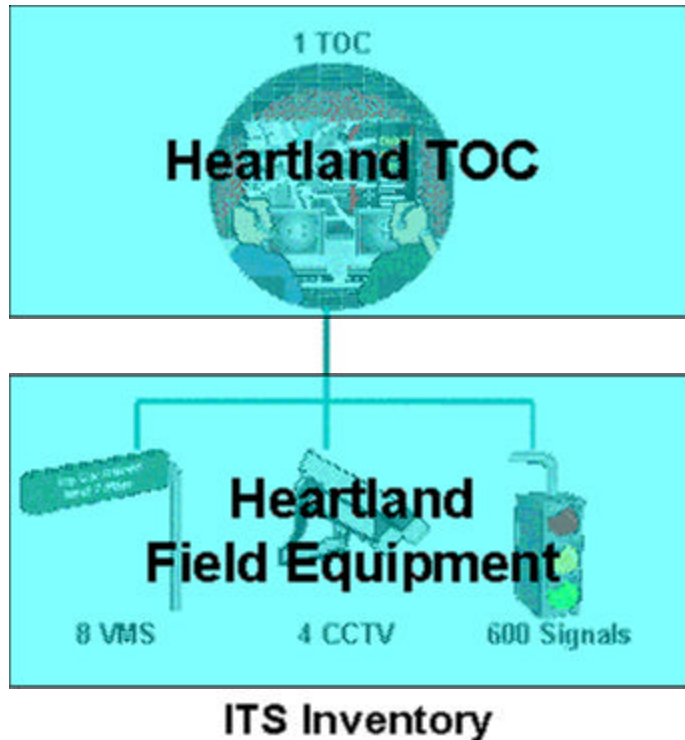 1 TOC
Heartland TOC
Heartland
Field Equipment
8 VMS
4 CCTV
600 Signals
ITS Inventory